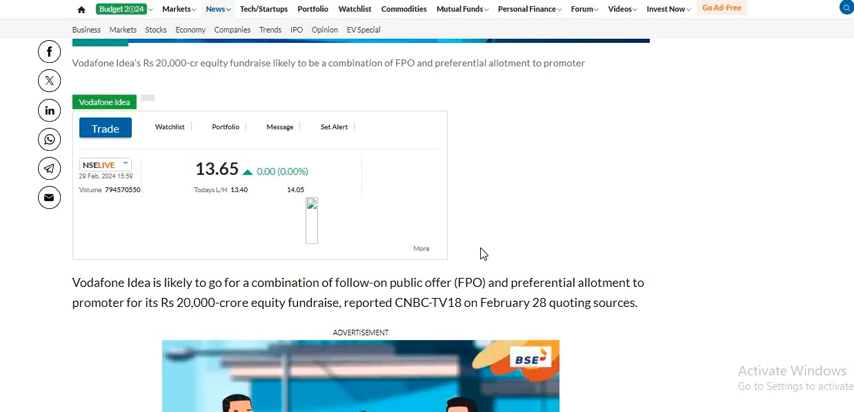 Budget 2024 Markets News Tech/Startups Portfolio Watchlist Commodities Mutual Funds Personal Finance Forum Videos Invest Now Go Ad-Free
Business Markets Stocks Economy Companies Trends IPO Opinion EV Special
Vodafone Idea's Rs 20,000-cr equity fundraise likely to be a combination of FPO and preferential allotment to promoter
Vodafone Idea
Trade Watchlist Portfolio Message Set Alert
NSELIVE 13.65 0.00 (0.00%)
29 Feb, 2024 15:59
Volume 794570550 Todays L/H 13.40 14.05
More
Vodafone Idea is likely to go for a combination of follow-on public offer (FPO) and preferential allotment to
promoter for its Rs 20,000-crore equity fundraise, reported CNBC-TV18 on February 28 quoting sources.
ADVERTISEMENT
BSE
Activate Windows
Go to Settings to activate